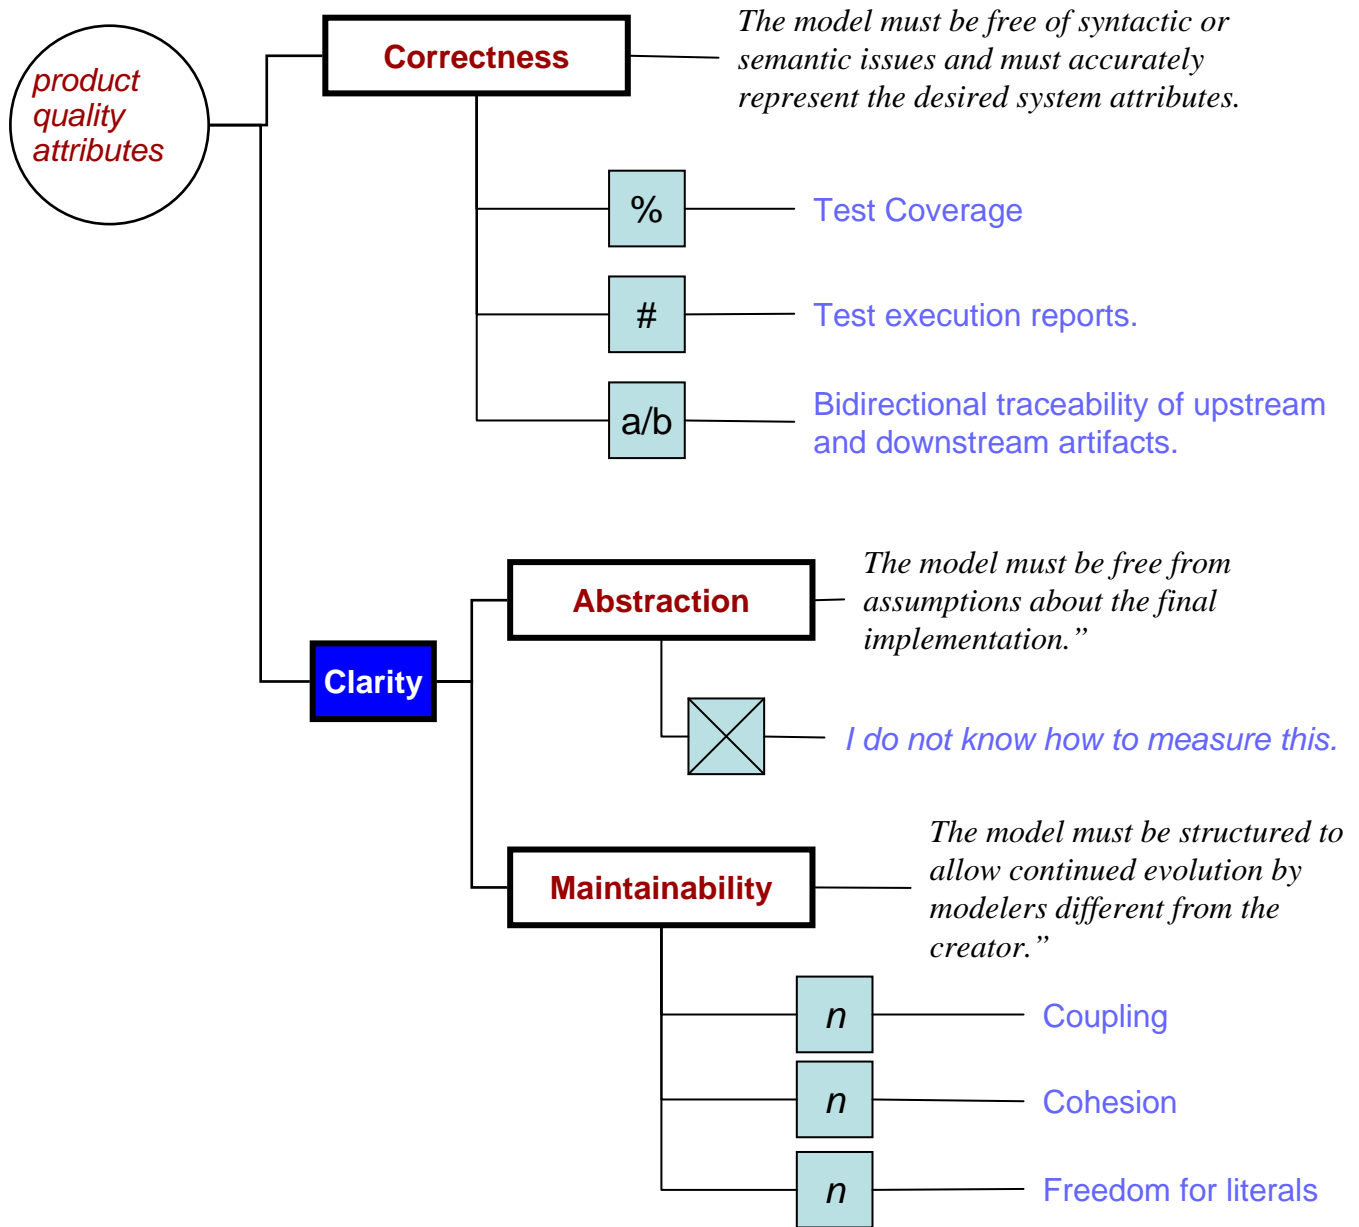 product
quality
attributes
Correctness
The model must be free of syntactic or
semantic issues and must accurately
represent the desired system attributes.
%
Test Coverage
#
Test execution reports.
a/b
Bidirectional traceability of upstream
and downstream artifacts.
Clarity
Abstraction
The model must be free from
assumptions about the final
implementation.”
I do not know how to measure this.
Maintainability
The model must be structured to
allow continued evolution by
modelers different from the
creator.”
n
Coupling
n
Cohesion
n
Freedom for literals